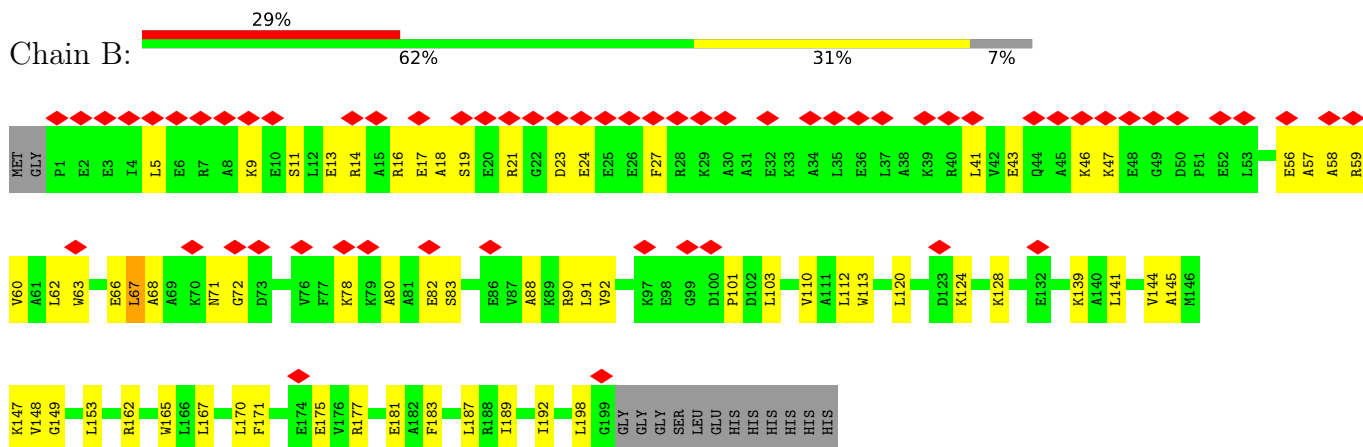 29%
Chain B:
62% 31% 7%
MET GLY P1 E2 E3 I4 L5 E6 R7 A8 K9 E10 S11 L12 E13 R14 A15 R16 E17 A18 S19 E20 R21 G22 D23 E24 E25 E26 F27 R28 K29 A30 A31 E32 K33 A34 L35 E36 L37 A38 K39 R40 L41 V42 E43 Q44 A45 K46 K47 E48 G49 D50 P51 E52 L53 E56 A57 A58 R59
V60 A61 L62 W63 E66 L67 A68 A69 K70 N71 G72 D73 V76 F77 K78 K79 A80 A81 E82 S83 E86 V87 A88 K89 R90 L91 V92 K97 E98 G99 D100 P101 D102 L103 V110 A111 L112 W113 L120 D123 K124 K128 E132 K139 A140 L141 V144 A145 M146
K147 V148 G149 L153 R162 W165 L166 L167 L170 F171 E174 E175 V176 R177 E181 A182 F183 L187 R188 I189 I192 L198 G199 GLY GLY GLY SER LEU GLU HIS HIS HIS HIS HIS HIS